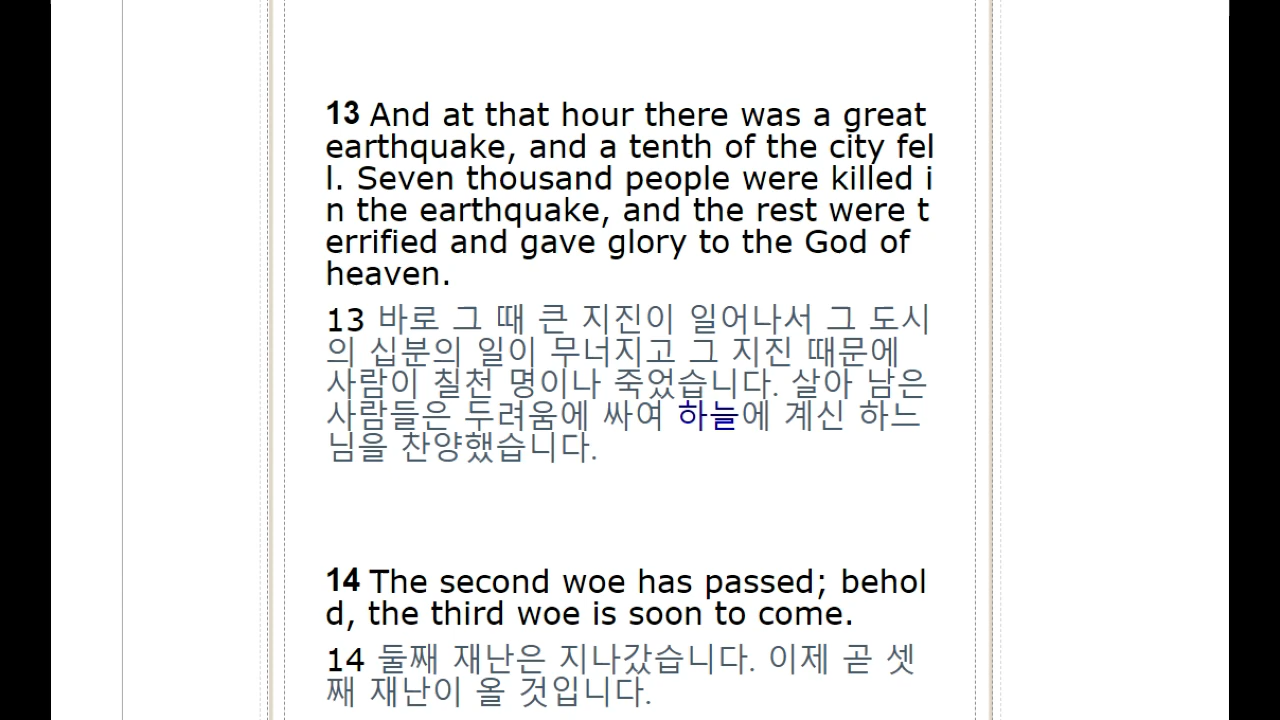 13 And at that hour there was a great
earthquake, and a tenth of the city fel
l. Seven thousand people were killed i
n the earthquake, and the rest were t
errified and gave glory to the God of
heaven.
13 바로 그 때 큰 지진이 일어나서 그 도시
의 십분의 일이 무너지고 그 지진 때문에
사람이 칠천 명이나 죽었습니다. 살아 남은
사람들은 두려움에 싸여 하늘에 계신 하느
님을 찬양했습니다.
14 The second woe has passed; behol
d, the third woe is soon to come.
14 둘째 재난은 지나갔습니다. 이제 곧 셋
째 재난이 올 것입니다.